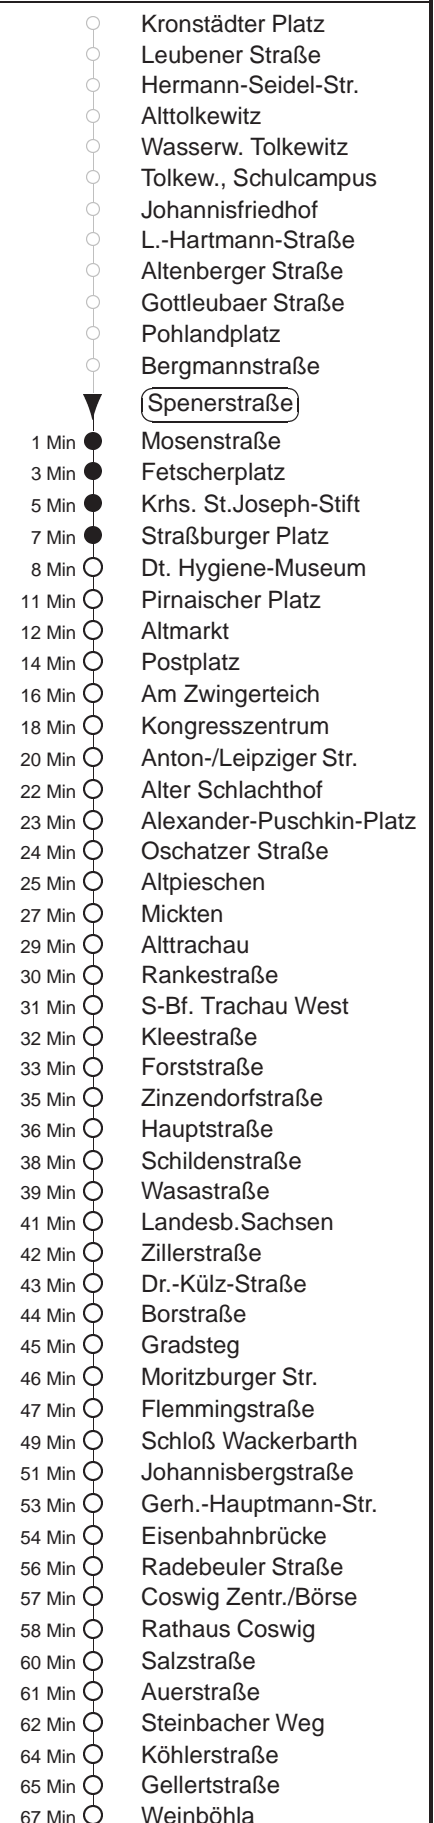 Kronstädter Platz
Leubener Straße
Hermann-Seidel-Str.
Alttolkewitz
Wasserw. Tolkewitz
Tolkew., Schulcampus
Johannisfriedhof
L.-Hartmann-Straße
Altenberger Straße
Gottleubaer Straße
Pohlandplatz
Bergmannstraße
Spenerstraße
1 Min Mosenstraße
3 Min Fetscherplatz
5 Min Krhs. St.Joseph-Stift
7 Min Straßburger Platz
8 Min Dt. Hygiene-Museum
11 Min Pirnaischer Platz
12 Min Altmarkt
14 Min Postplatz
16 Min Am Zwingerteich
18 Min Kongresszentrum
20 Min Anton-/Leipziger Str.
22 Min Alter Schlachthof
23 Min Alexander-Puschkin-Platz
24 Min Oschatzer Straße
25 Min Altpieschen
27 Min Mickten
29 Min Alttrachau
30 Min Rankestraße
31 Min S-Bf. Trachau West
32 Min Kleestraße
33 Min Forststraße
35 Min Zinzendorfstraße
36 Min Hauptstraße
38 Min Schildenstraße
39 Min Wasastraße
41 Min Landesb.Sachsen
42 Min Zillerstraße
43 Min Dr.-Külz-Straße
44 Min Borstraße
45 Min Gradsteg
46 Min Moritzburger Str.
47 Min Flemmingstraße
49 Min Schloß Wackerbarth
51 Min Johannisbergstraße
53 Min Gerh.-Hauptmann-Str.
54 Min Eisenbahnbrücke
56 Min Radebeuler Straße
57 Min Coswig Zentr./Börse
58 Min Rathaus Coswig
60 Min Salzstraße
61 Min Auerstraße
62 Min Steinbacher Weg
64 Min Köhlerstraße
65 Min Gellertstraße
67 Min Weinböhla